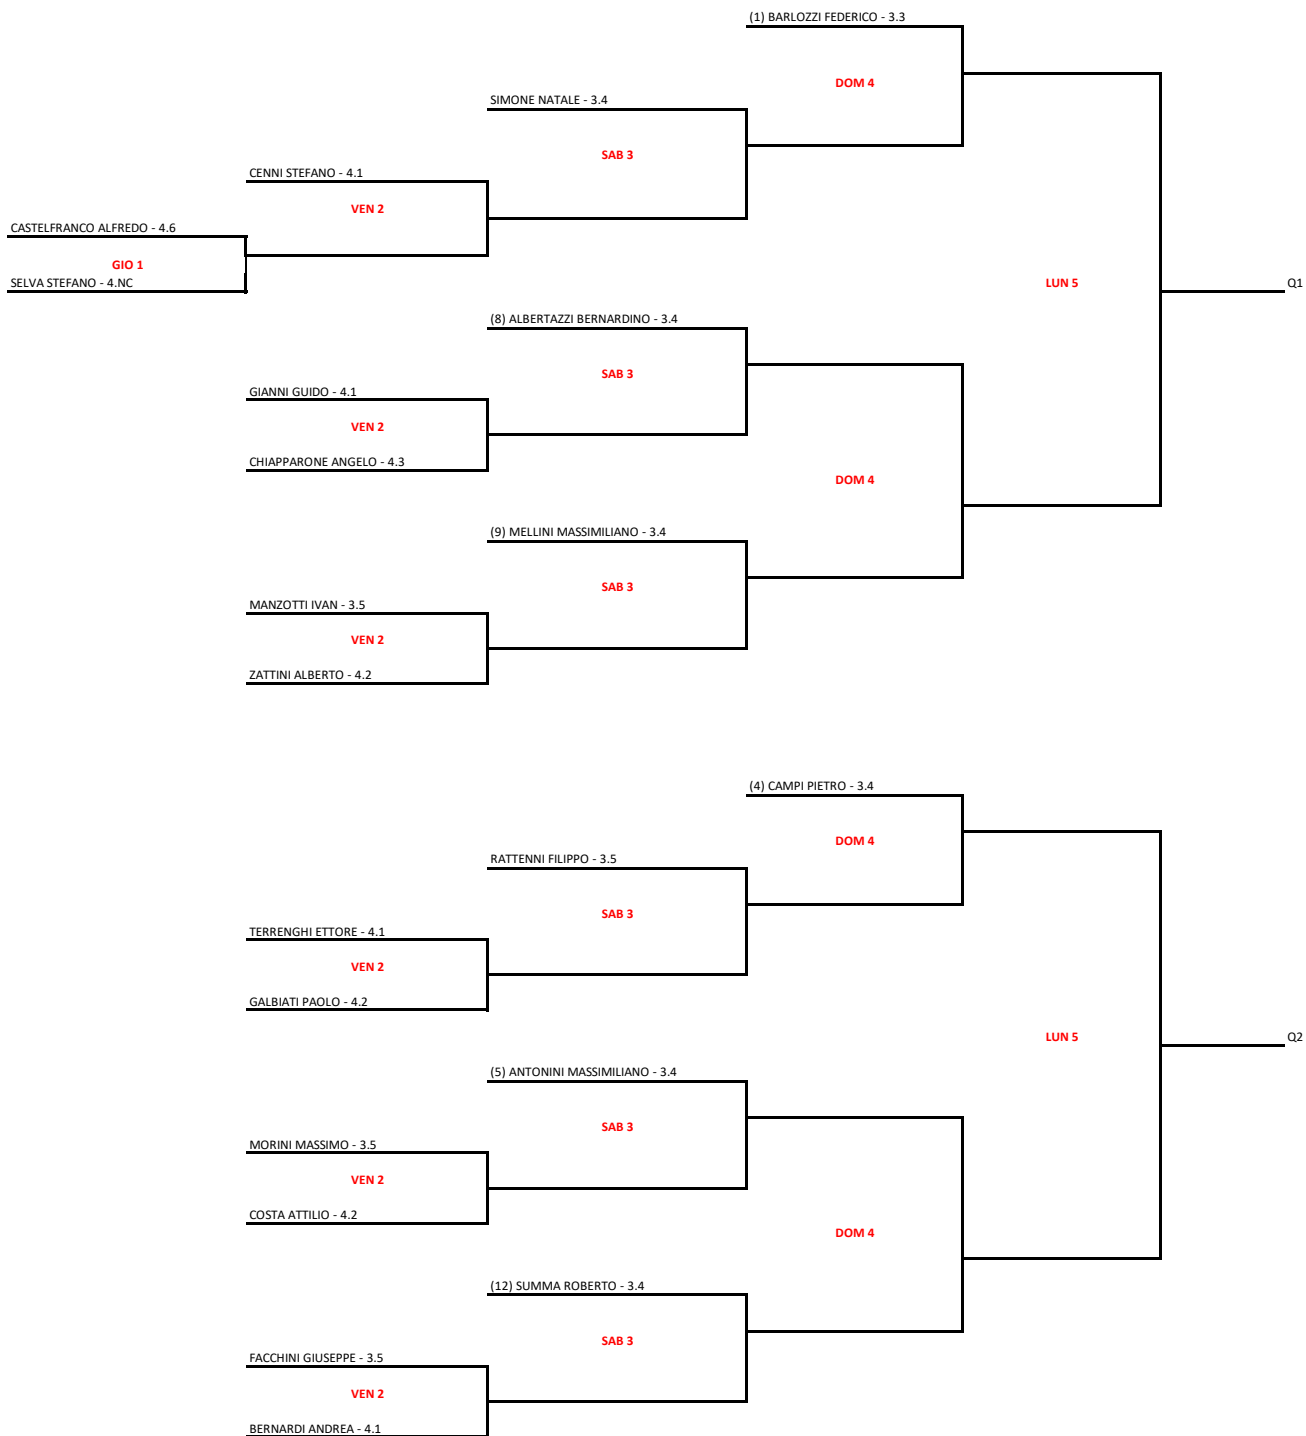 (1) BARLOZZI FEDERICO - 3.3
DOM 4
SIMONE NATALE - 3.4
SAB 3
CENNI STEFANO - 4.1
VEN 2
CASTELFRANCO ALFREDO - 4.6
GIO 1
SELVA STEFANO - 4.NC
LUN 5
Q1
(8) ALBERTAZZI BERNARDINO - 3.4
SAB 3
GIANNI GUIDO - 4.1
VEN 2
CHIAPPARONE ANGELO - 4.3
DOM 4
(9) MELLINI MASSIMILIANO - 3.4
SAB 3
MANZOTTI IVAN - 3.5
VEN 2
ZATTINI ALBERTO - 4.2
(4) CAMPI PIETRO - 3.4
DOM 4
RATTENNI FILIPPO - 3.5
SAB 3
TERRENGHI ETTORE - 4.1
VEN 2
GALBIATI PAOLO - 4.2
LUN 5
Q2
(5) ANTONINI MASSIMILIANO - 3.4
SAB 3
MORINI MASSIMO - 3.5
VEN 2
COSTA ATTILIO - 4.2
DOM 4
(12) SUMMA ROBERTO - 3.4
SAB 3
FACCHINI GIUSEPPE - 3.5
VEN 2
BERNARDI ANDREA - 4.1